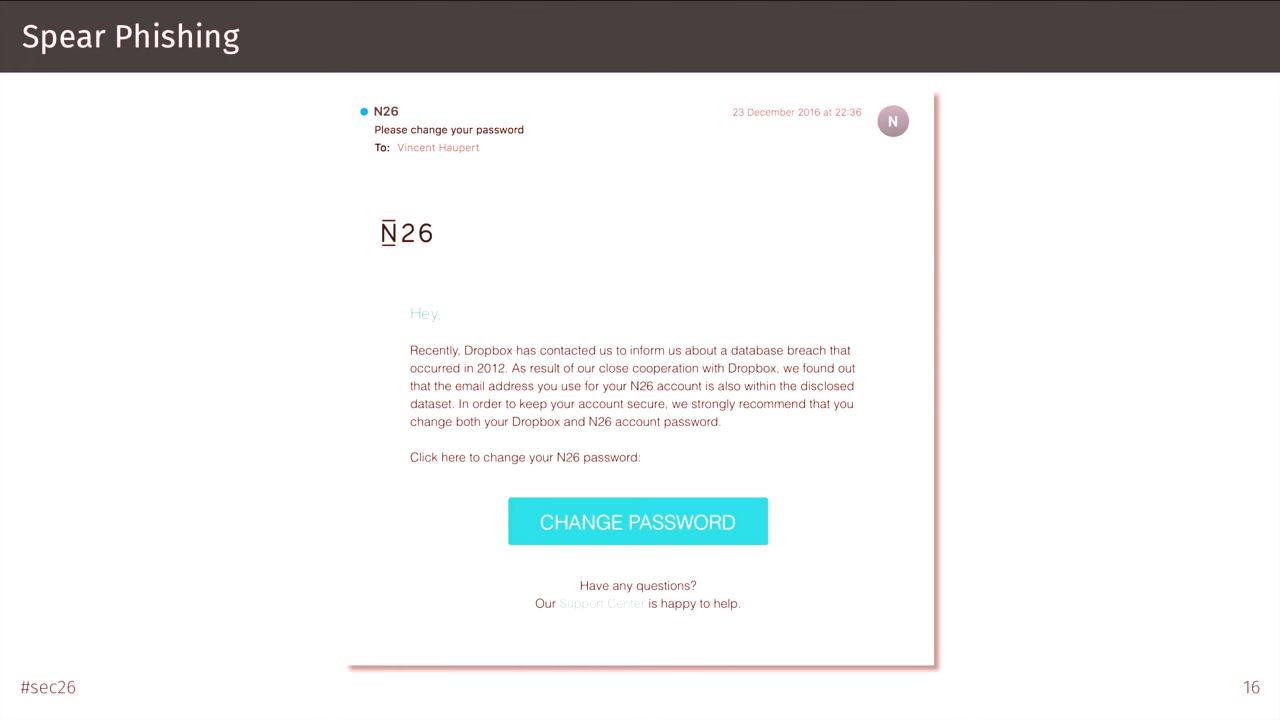 Spear Phishing
N26
23 December 2016 at 22:36
N
Please change your password
To: Vincent Haupert
N26
Hey,
Recently, Dropbox has contacted us to inform us about a database breach that
occurred in 2012. As result of our close cooperation with Dropbox, we found out
that the email address you use for your N26 account is also within the disclosed
dataset. In order to keep your account secure, we strongly recommend that you
change both your Dropbox and N26 account password.
Click here to change your N26 password:
CHANGE PASSWORD
Have any questions?
Our Support Center is happy to help.
#sec26
16